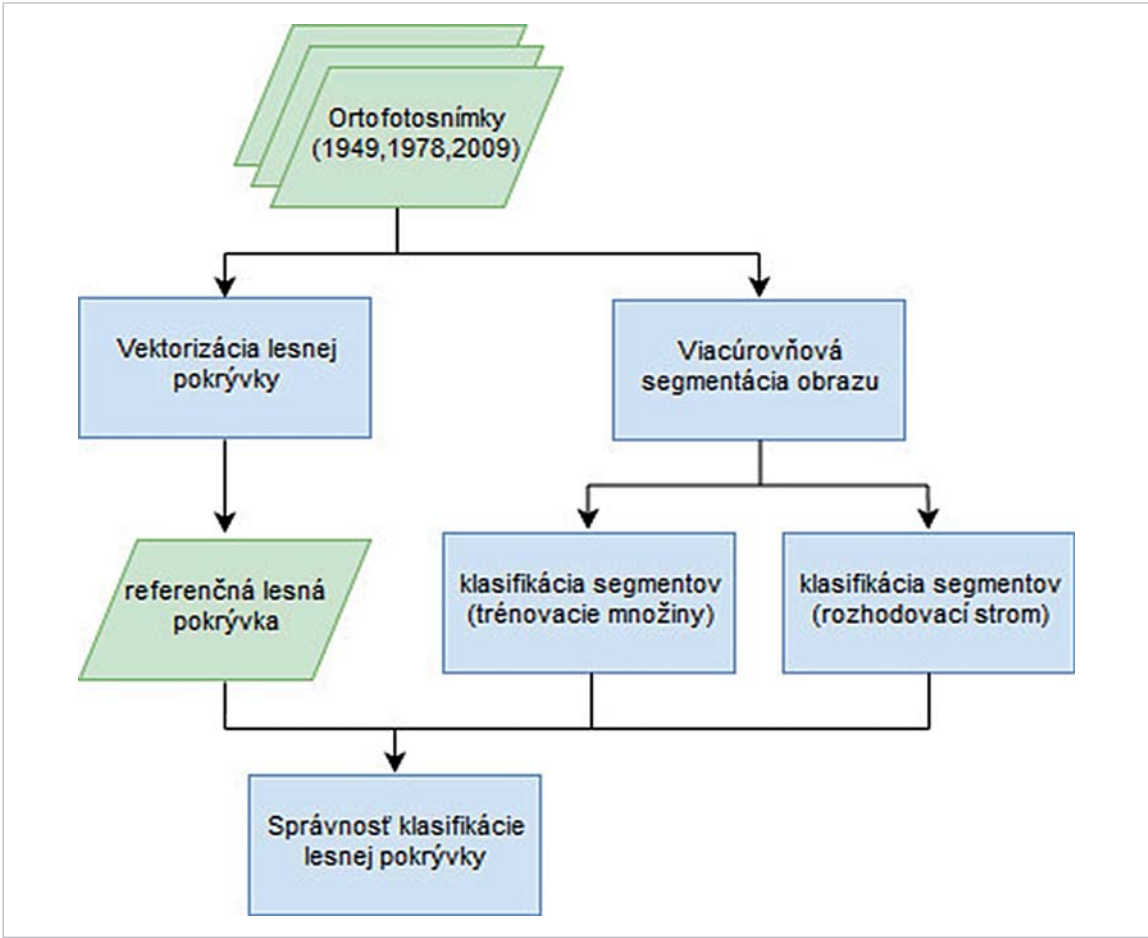 Ortofotosnímky
(1949,1978,2009)
Vektorizácia lesnej
pokrývky
Viacúrovňová
segmentácia obrazu
referenčná lesná
pokrývka
klasifikácia segmentov
(trénovacie množiny)
klasifikácia segmentov
(rozhodovací strom)
Správnosť klasifikácie
lesnej pokrývky